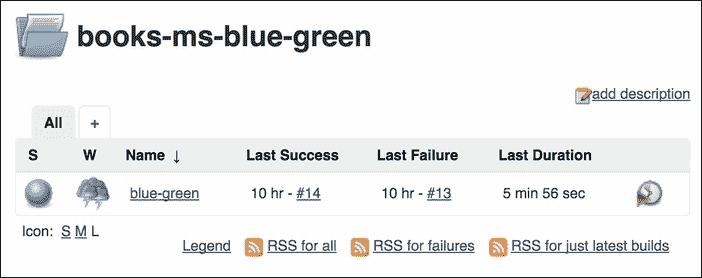 books-ms-blue-green
add description
All +
S W Name ↓ Last Success Last Failure Last Duration
blue-green 10 hr - #14 10 hr - #13 5 min 56 sec
Icon: S M L
Legend RSS for all RSS for failures RSS for just latest builds